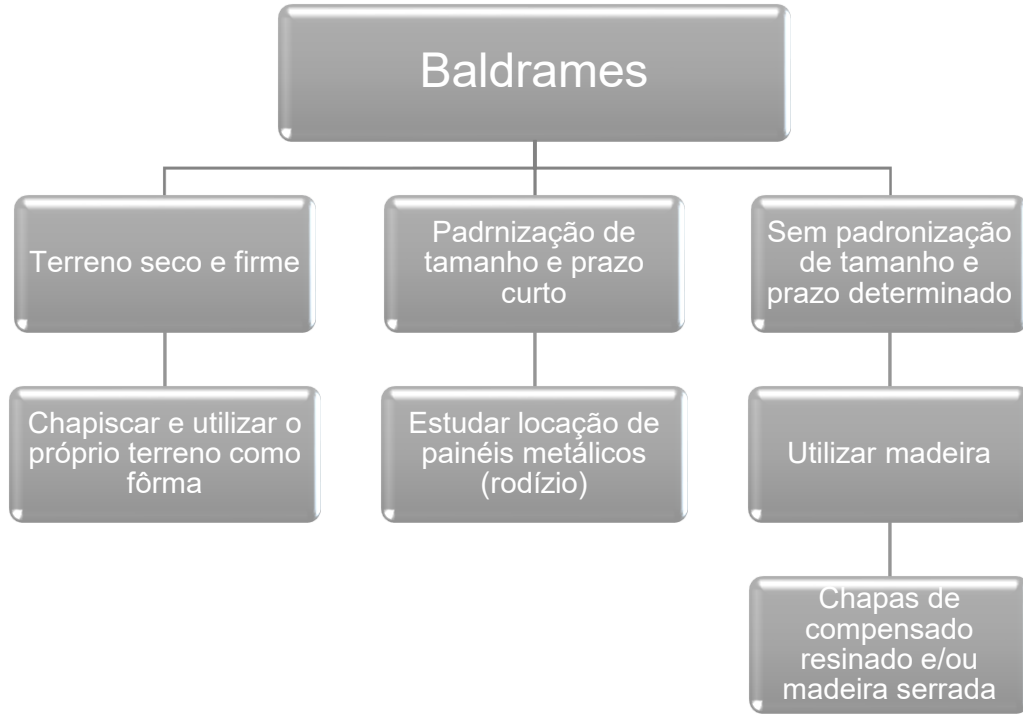 Baldrames
Terreno seco e firme
Padrnização de
tamanho e prazo
curto
Sem padronização
de tamanho e
prazo determinado
Chapiscar e utilizar o
próprio terreno como
fôrma
Estudar locação de
painéis metálicos
(rodízio)
Utilizar madeira
Chapas de
compensado
resinado e/ou
madeira serrada